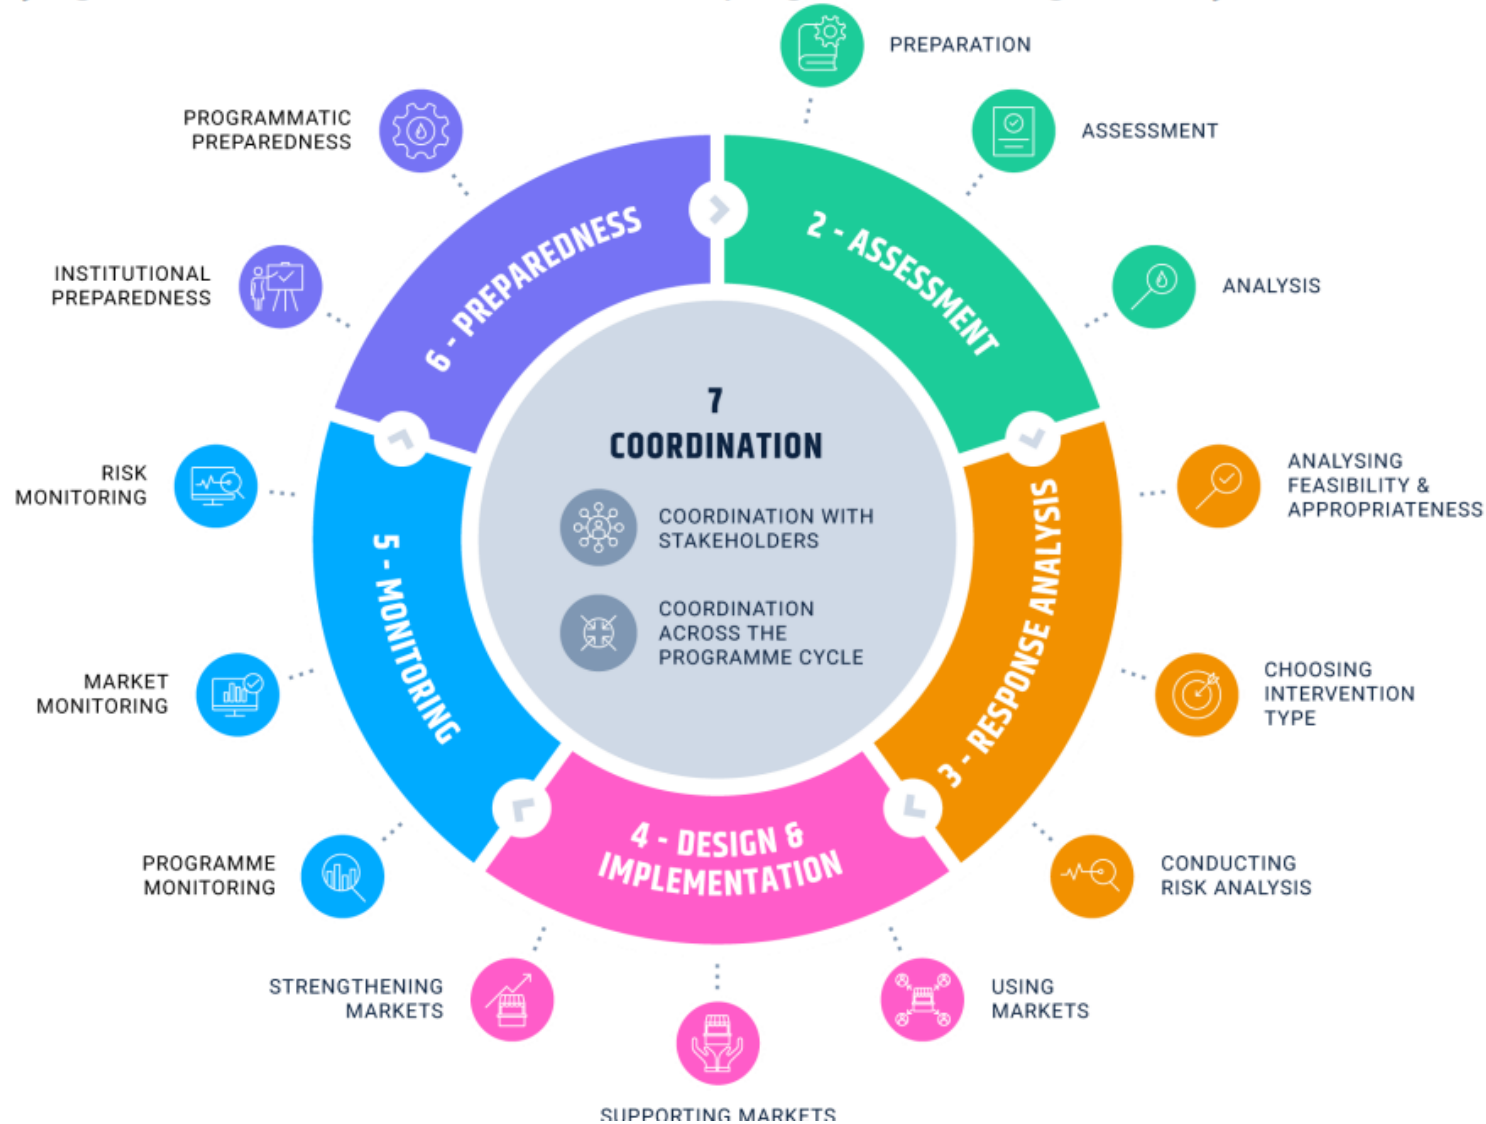 PREPARATION
ASSESSMENT
ANALYSIS
ANALYSING
FEASIBILITY &
APPROPRIATENESS
CHOOSING
INTERVENTION
TYPE
CONDUCTING
RISK ANALYSIS
USING
MARKETS
SUPPORTING MARKETS
STRENGTHENING
MARKETS
PROGRAMME
MONITORING
MARKET
MONITORING
RISK
MONITORING
INSTITUTIONAL
PREPAREDNESS
PROGRAMMATIC
PREPAREDNESS
2 - ASSESSMENT
3 - RESPONSE ANALYSIS
4 - DESIGN &
IMPLEMENTATION
5 - MONITORING
6 - PREPAREDNESS
7
COORDINATION
COORDINATION WITH
STAKEHOLDERS
COORDINATION
ACROSS THE
PROGRAMME CYCLE